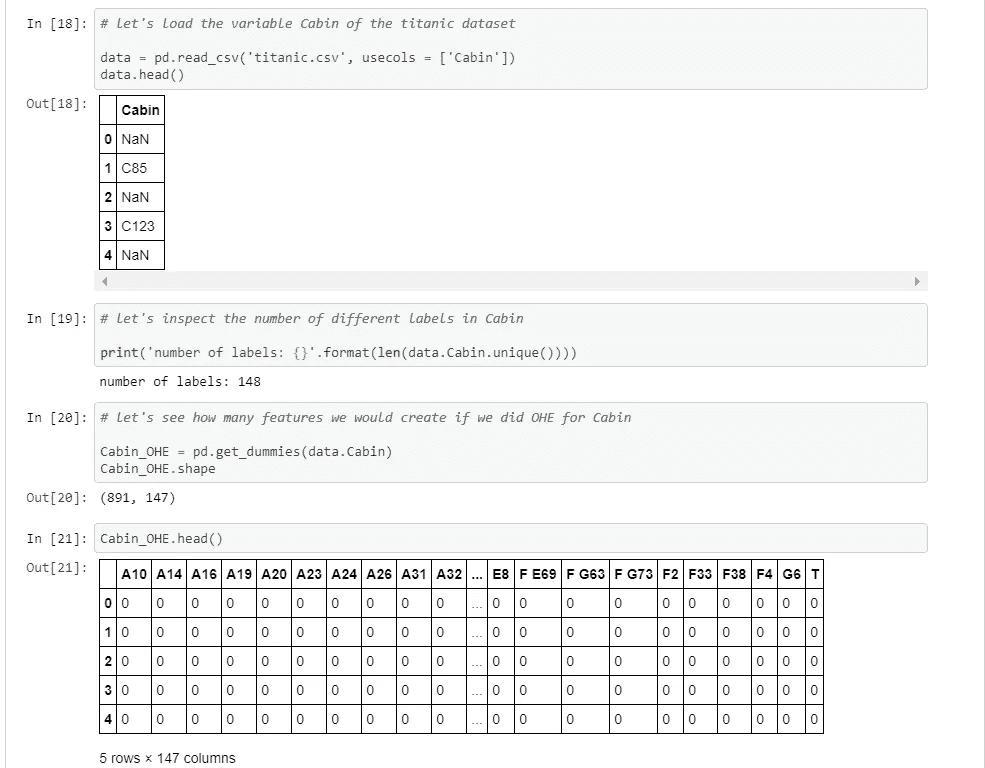 In [18]: # let's load the variable Cabin of the titanic dataset
data = pd.read_csv('titanic.csv', usecols = ['Cabin'])
data.head()
Out[18]:
Cabin
0 NaN
1 C85
2 NaN
3 C123
4 NaN
In [19]: # let's inspect the number of different labels in Cabin
print('number of labels: {}'.format(len(data.Cabin.unique())))
number of labels: 148
In [20]: # let's see how many features we would create if we did OHE for Cabin
Cabin_OHE = pd.get_dummies(data.Cabin)
Cabin_OHE.shape
Out[20]: (891, 147)
In [21]: Cabin_OHE.head()
Out[21]:
A10 A14 A16 A19 A20 A23 A24 A26 A31 A32 ... E8 F E69 F G63 F G73 F2 F33 F38 F4 G6 T
0 0 0 0 0 0 0 0 0 0 0 ... 0 0 0 0 0 0 0 0 0 0
1 0 0 0 0 0 0 0 0 0 0 ... 0 0 0 0 0 0 0 0 0 0
2 0 0 0 0 0 0 0 0 0 0 ... 0 0 0 0 0 0 0 0 0 0
3 0 0 0 0 0 0 0 0 0 0 ... 0 0 0 0 0 0 0 0 0 0
4 0 0 0 0 0 0 0 0 0 0 ... 0 0 0 0 0 0 0 0 0 0
5 rows × 147 columns